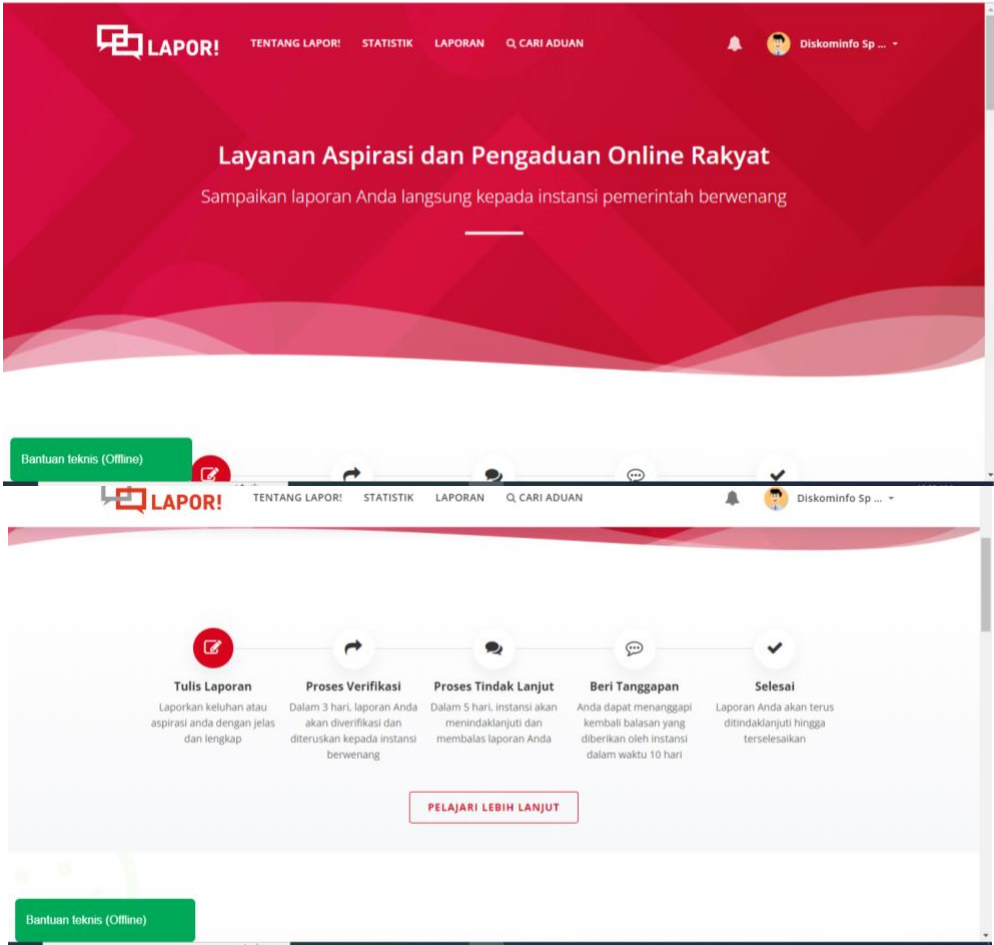 LAPOR! TENTANG LAPOR! STATISTIK LAPORAN CARI ADUAN Diskominfo Sp ...
Layanan Aspirasi dan Pengaduan Online Rakyat
Sampaikan laporan Anda langsung kepada instansi pemerintah berwenang
Bantuan teknis (Offline)
LAPOR! TENTANG LAPOR! STATISTIK LAPORAN CARI ADUAN Diskominfo Sp ...
Tulis Laporan
Laporkan keluhan atau
aspirasi anda dengan jelas
dan lengkap
Proses Verifikasi
Dalam 3 hari, laporan Anda
akan diverifikasi dan
diteruskan kepada instansi
berwenang
Proses Tindak Lanjut
Dalam 5 hari, instansi akan
menindaklanjuti dan
membalas laporan Anda
Beri Tanggapan
Anda dapat menanggapi
kembali balasan yang
diberikan oleh instansi
dalam waktu 10 hari
Selesai
Laporan Anda akan terus
ditindaklanjuti hingga
terselesaikan
PELAJARI LEBIH LANJUT
Bantuan teknis (Offline)